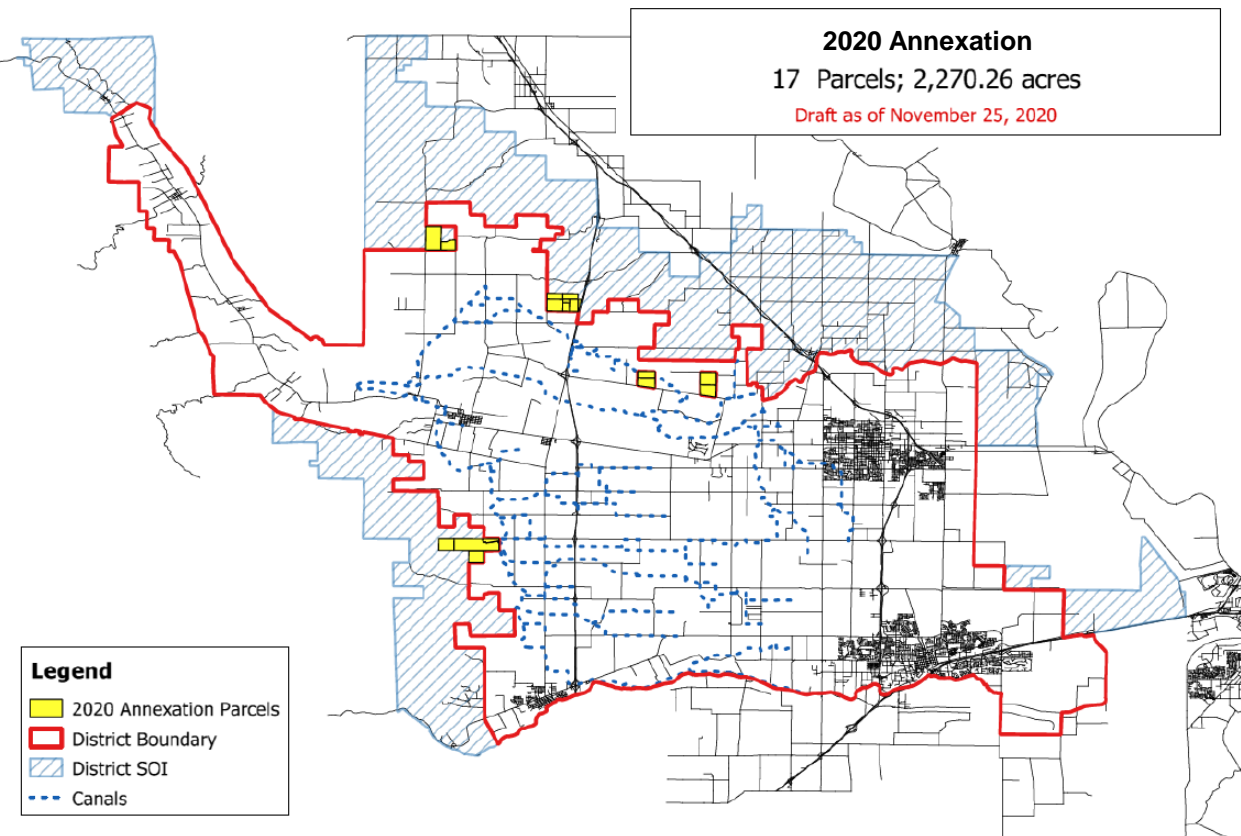 2020 Annexation
17 Parcels; 2,270.26 acres
Draft as of November 25, 2020
Legend
2020 Annexation Parcels
District Boundary
District SOI
Canals